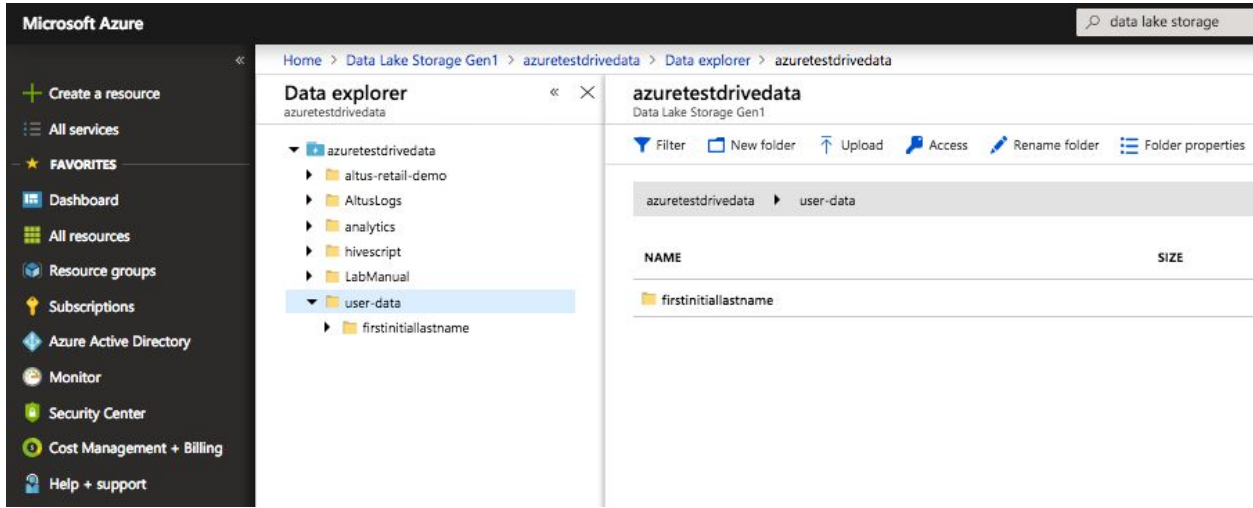 Microsoft Azure
data lake storage
«
Create a resource
All services
FAVORITES
Dashboard
All resources
Resource groups
Subscriptions
Azure Active Directory
Monitor
Security Center
Cost Management + Billing
Help + support
Home > Data Lake Storage Gen1 > azuretestdrivedata > Data explorer > azuretestdrivedata
Data explorer « ×
azuretestdrivedata
azuretestdrivedata
altus-retail-demo
AltusLogs
analytics
hivescript
LabManual
user-data
firstinitiallastname
azuretestdrivedata
Data Lake Storage Gen1
Filter New folder Upload Access Rename folder Folder properties
azuretestdrivedata user-data
NAME SIZE
firstinitiallastname